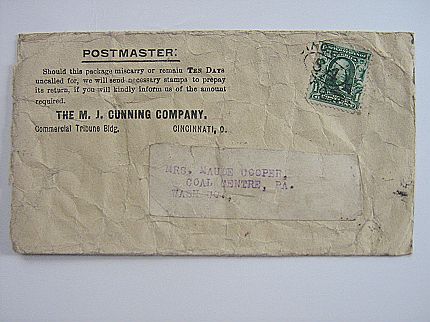 POSTMASTER:
Should this package miscarry or remain TEN DAYS
uncalled for, we will send necessary stamps to prepay
its return, if you will kindly inform us of the amount
required.
THE M. J. CUNNING COMPANY.
Commercial Tribune Bldg. CINCINNATI, O.
MRS. MAUDE COOPER,
COAL CENTRE, PA.
WASH CO.,